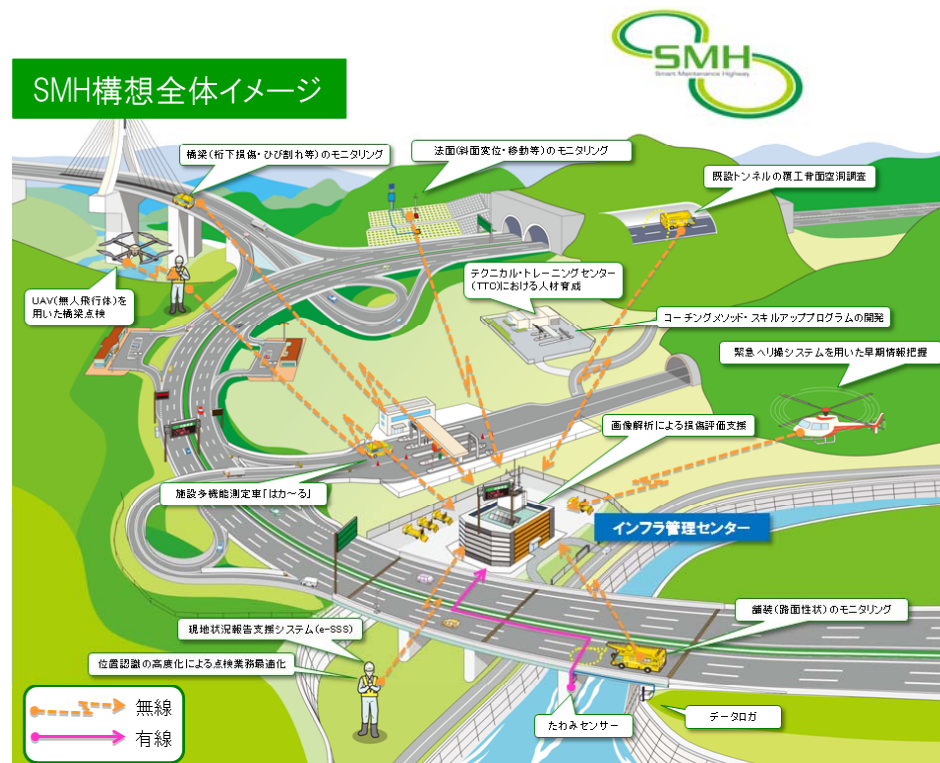 SMH
Smart Maintenance Highway
SMH構想全体イメージ
橋梁(桁下損傷・ひび割れ等)のモニタリング
法面(斜面変位・移動等)のモニタリング
既設トンネルの覆工背面空洞調査
テクニカル・トレーニングセンター
(TTC)における人材育成
UAV(無人飛行体)を
用いた橋梁点検
コーチングメソッド・スキルアッププログラムの開発
緊急ヘリ撮システムを用いた早期情報把握
画像解析による損傷評価支援
施設多機能測定車「はか~る」
インフラ管理センター
舗装(路面性状)のモニタリング
現地状況報告支援システム(e-SSS)
位置認識の高度化による点検業務最適化
無線
有線
たわみセンサー
データロガ